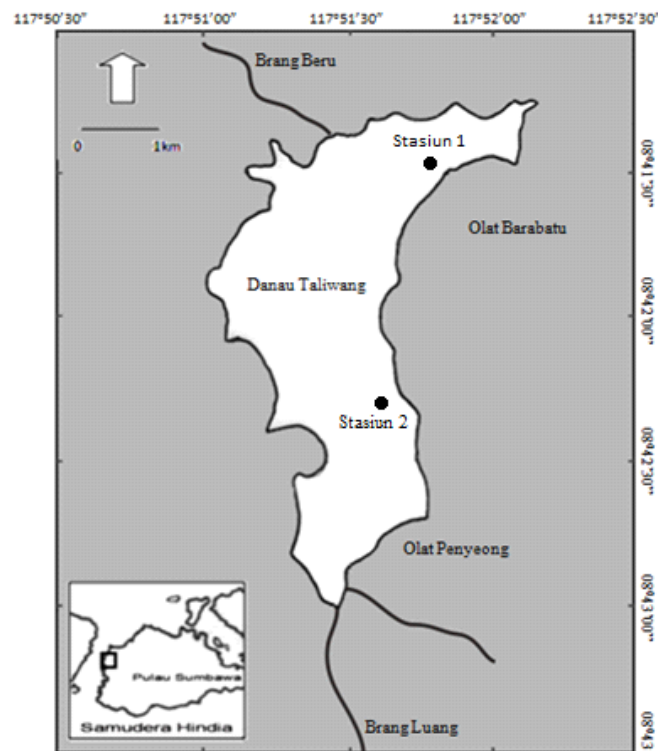 117°50'30" 117°51'00" 117°51'30" 117°52'00" 117°52'30"
Brang Beru
0 1km
Stasiun 1
08°41'30"
Olat Barabatu
Danau Taliwang
08°42'00"
Stasiun 2
08°42'30"
Olat Penyeong
08°43'00"
Pulau Sumbawa
Samudera Hindia
Brang Luang
08°43